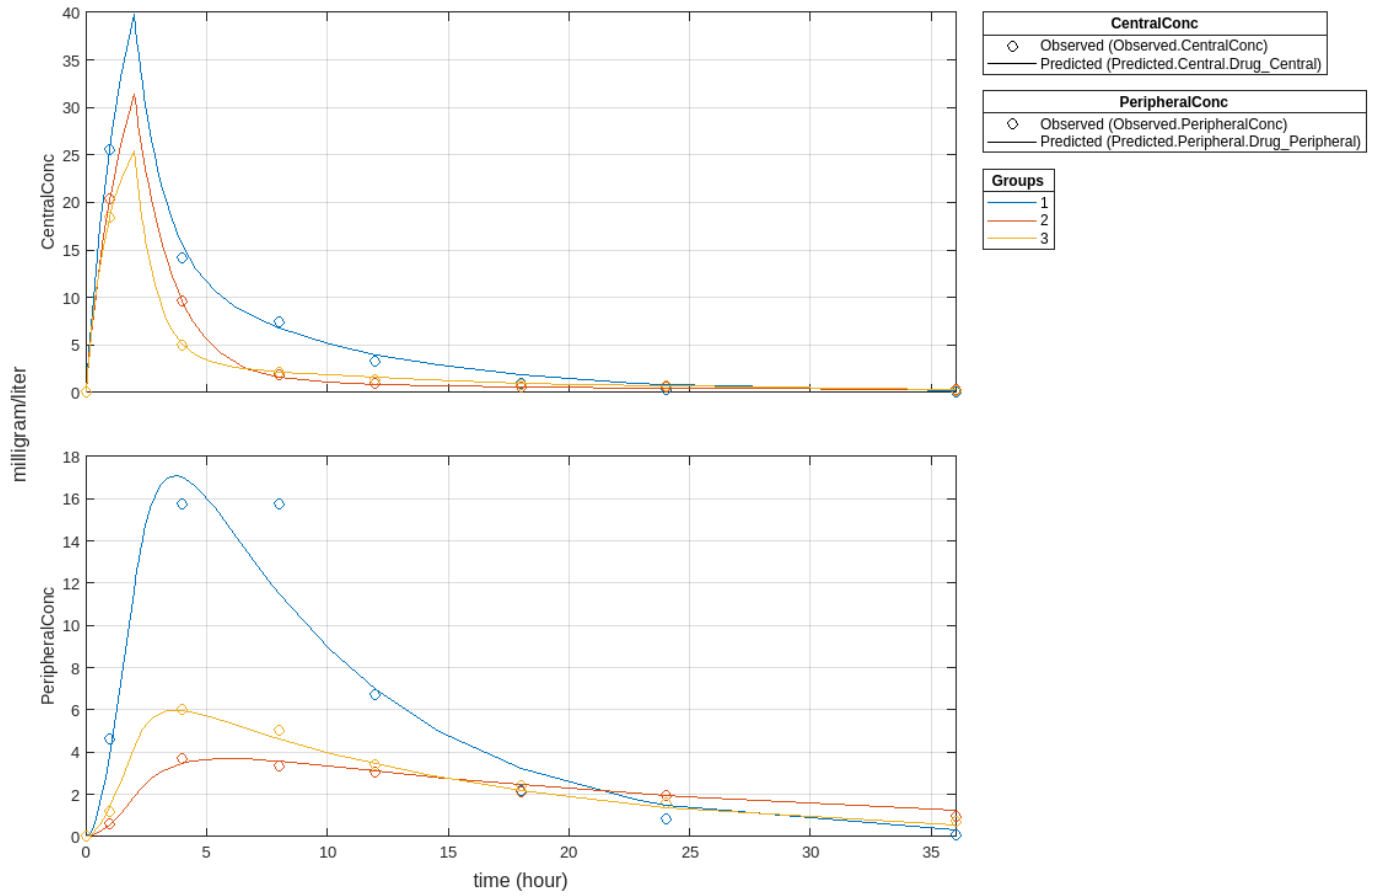 40
35
30
25
20
15
10
5
0
CentralConc
milligram/liter
18
16
14
12
10
8
6
4
2
0
PeripheralConc
0 5 10 15 20 25 30 35
time (hour)
CentralConc
Observed (Observed.CentralConc)
Predicted (Predicted.Central.Drug_Central)
PeripheralConc
Observed (Observed.PeripheralConc)
Predicted (Predicted.Peripheral.Drug_Peripheral)
Groups
1
2
3